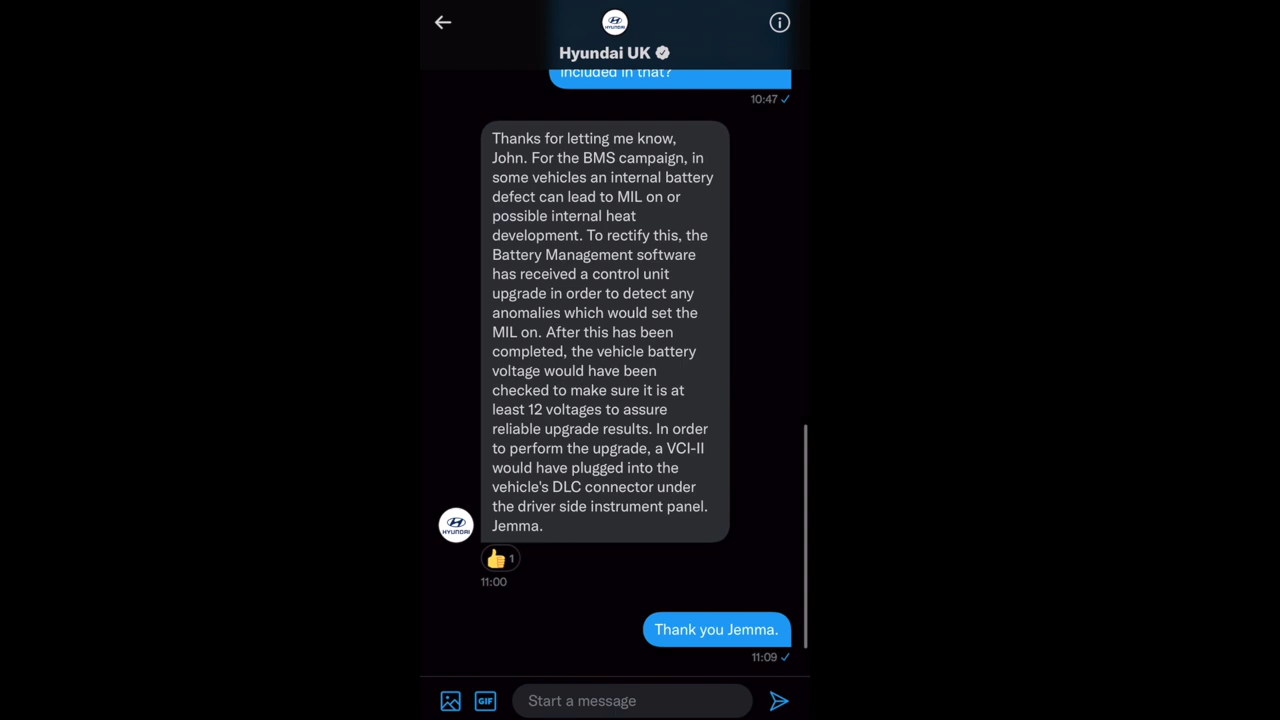 HYUNDAI
Hyundai UK
included in that?
10:47
Thanks for letting me know,
John. For the BMS campaign, in
some vehicles an internal battery
defect can lead to MIL on or
possible internal heat
development. To rectify this, the
Battery Management software
has received a control unit
upgrade in order to detect any
anomalies which would set the
MIL on. After this has been
completed, the vehicle battery
voltage would have been
checked to make sure it is at
least 12 voltages to assure
reliable upgrade results. In order
to perform the upgrade, a VCI-II
would have plugged into the
vehicle's DLC connector under
the driver side instrument panel.
Jemma.
HYUNDAI
1
11:00
Thank you Jemma.
11:09
GIF
Start a message